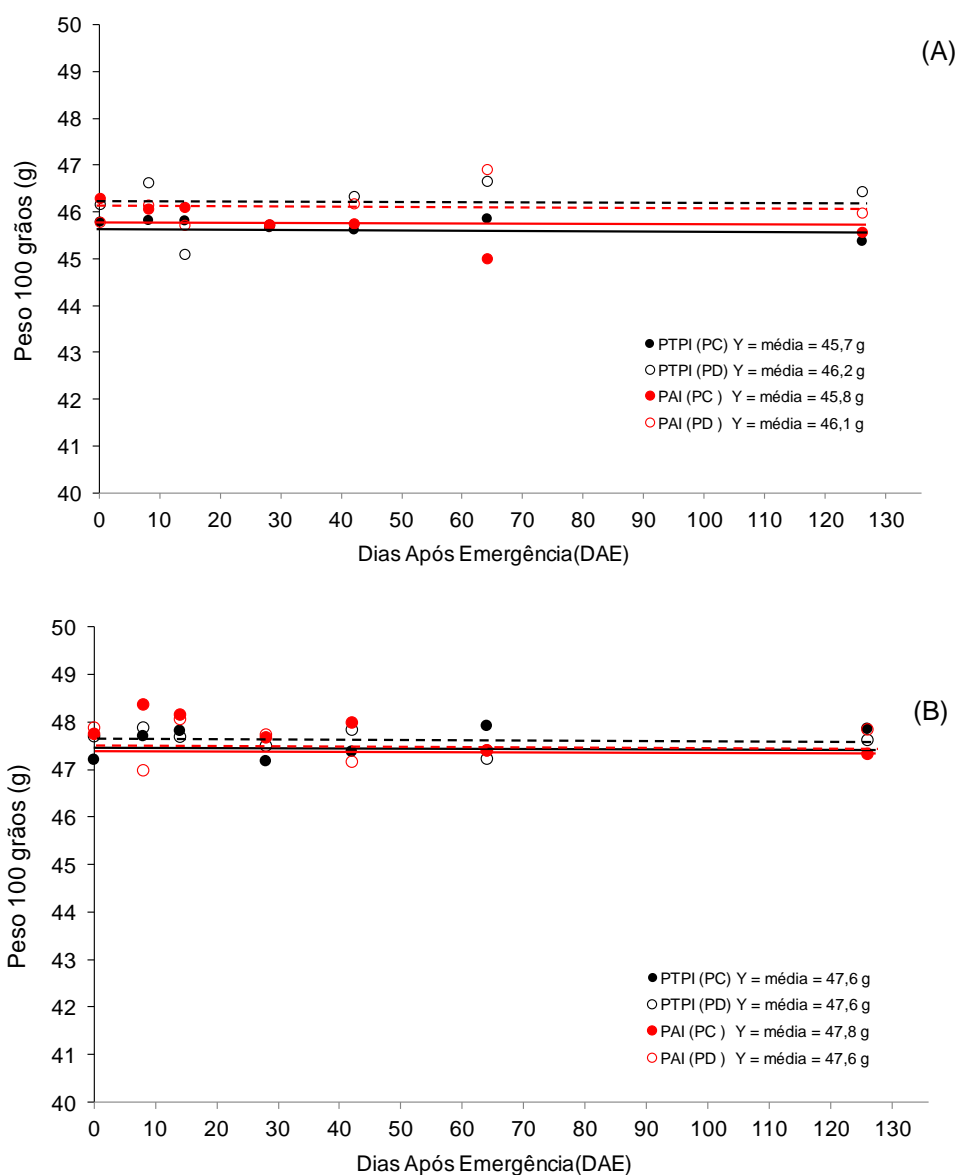 50
(A)
49
48
47
46
45
44
43
42
41
40
Peso 100 grãos (g)
PTPI (PC) Y = média = 45,7 g
PTPI (PD) Y = média = 46,2 g
PAI (PC ) Y = média = 45,8 g
PAI (PD ) Y = média = 46,1 g
0 10 20 30 40 50 60 70 80 90 100 110 120 130
Dias Após Emergência(DAE)
50
49
48
(B)
47
46
45
44
43
42
41
40
Peso 100 grãos (g)
PTPI (PC) Y = média = 47,6 g
PTPI (PD) Y = média = 47,6 g
PAI (PC ) Y = média = 47,8 g
PAI (PD ) Y = média = 47,6 g
0 10 20 30 40 50 60 70 80 90 100 110 120 130
Dias Após Emergência(DAE)